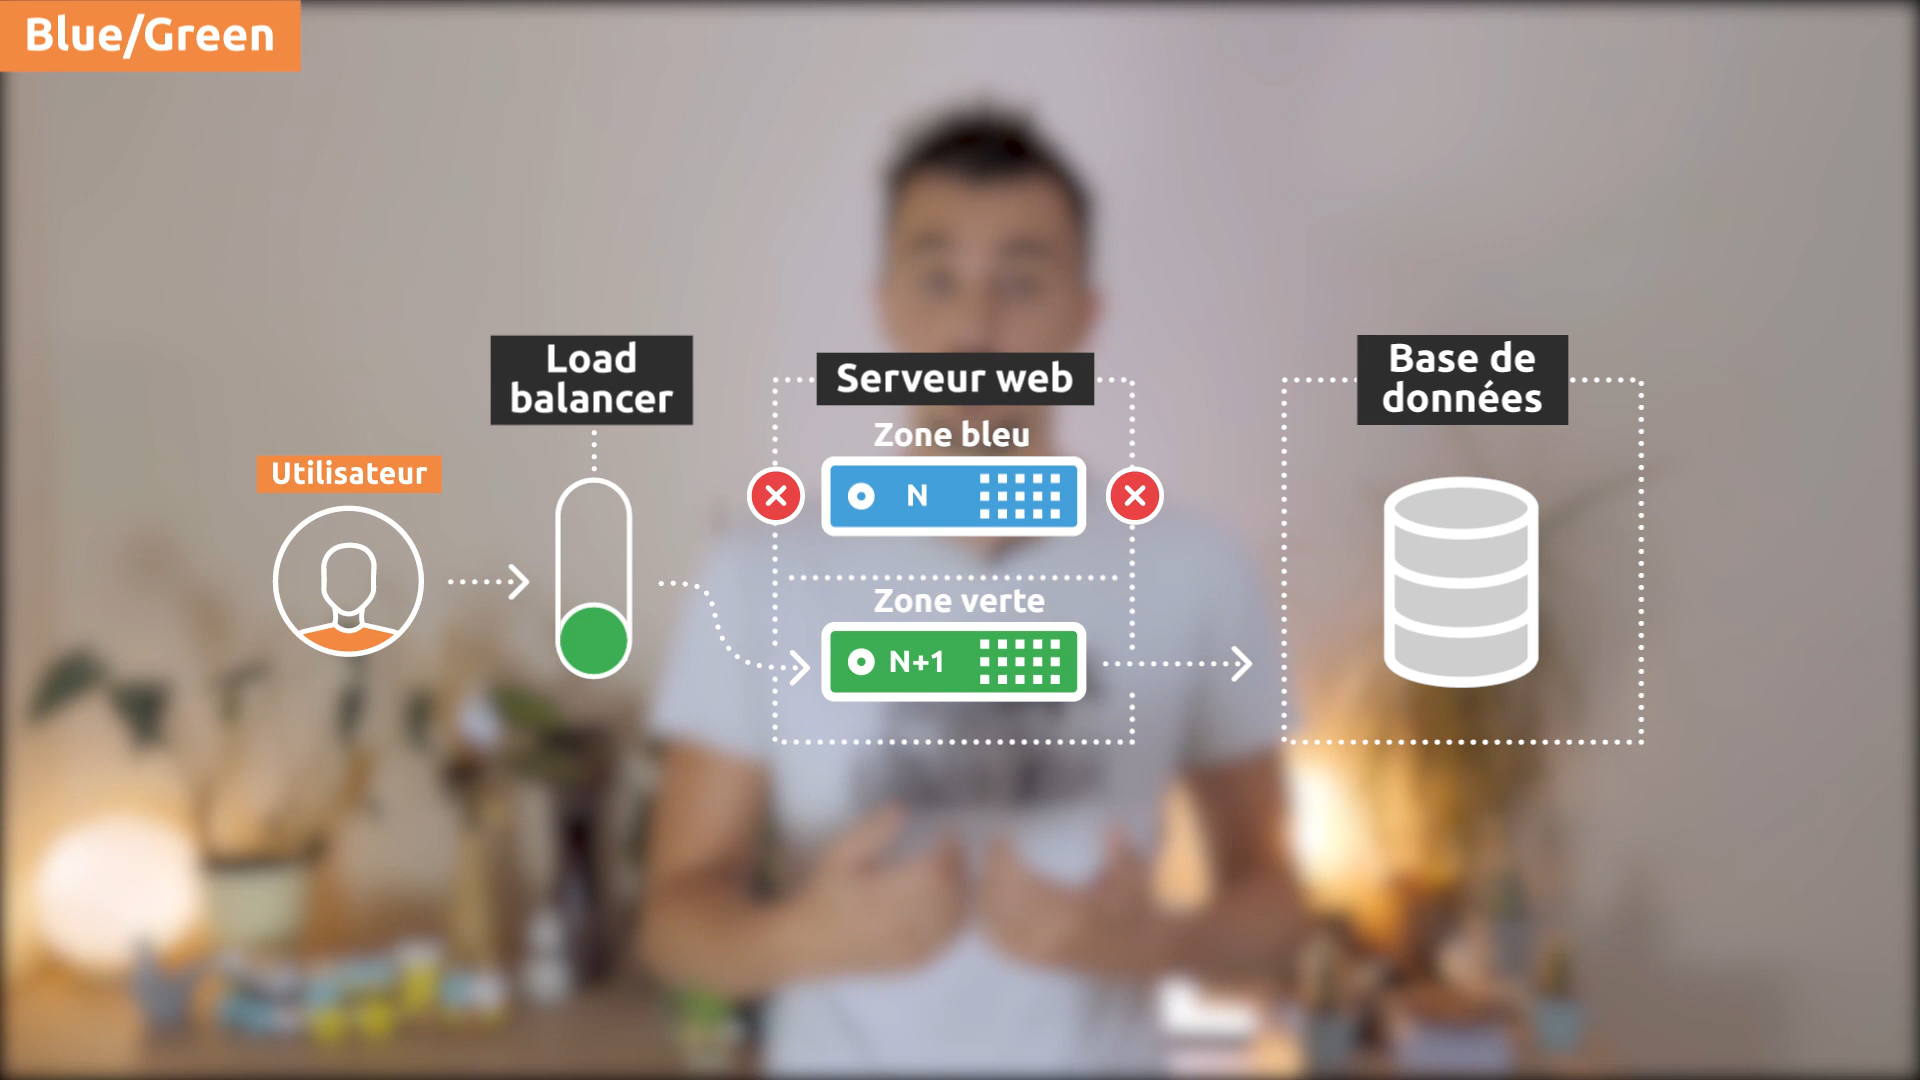 Blue/Green
Load
balancer
Serveur web
Base de
données
Zone bleu
Utilisateur
N
Zone verte
N+1